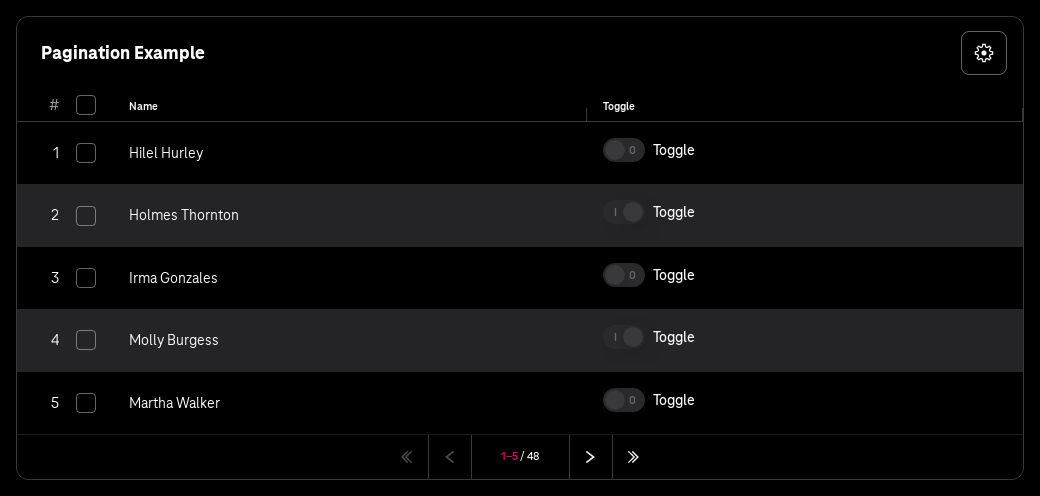 Pagination Example
# Name Toggle
1 Hilel Hurley 0 Toggle
2 Holmes Thornton I Toggle
3 Irma Gonzales 0 Toggle
4 Molly Burgess I Toggle
5 Martha Walker 0 Toggle
1–5 / 48